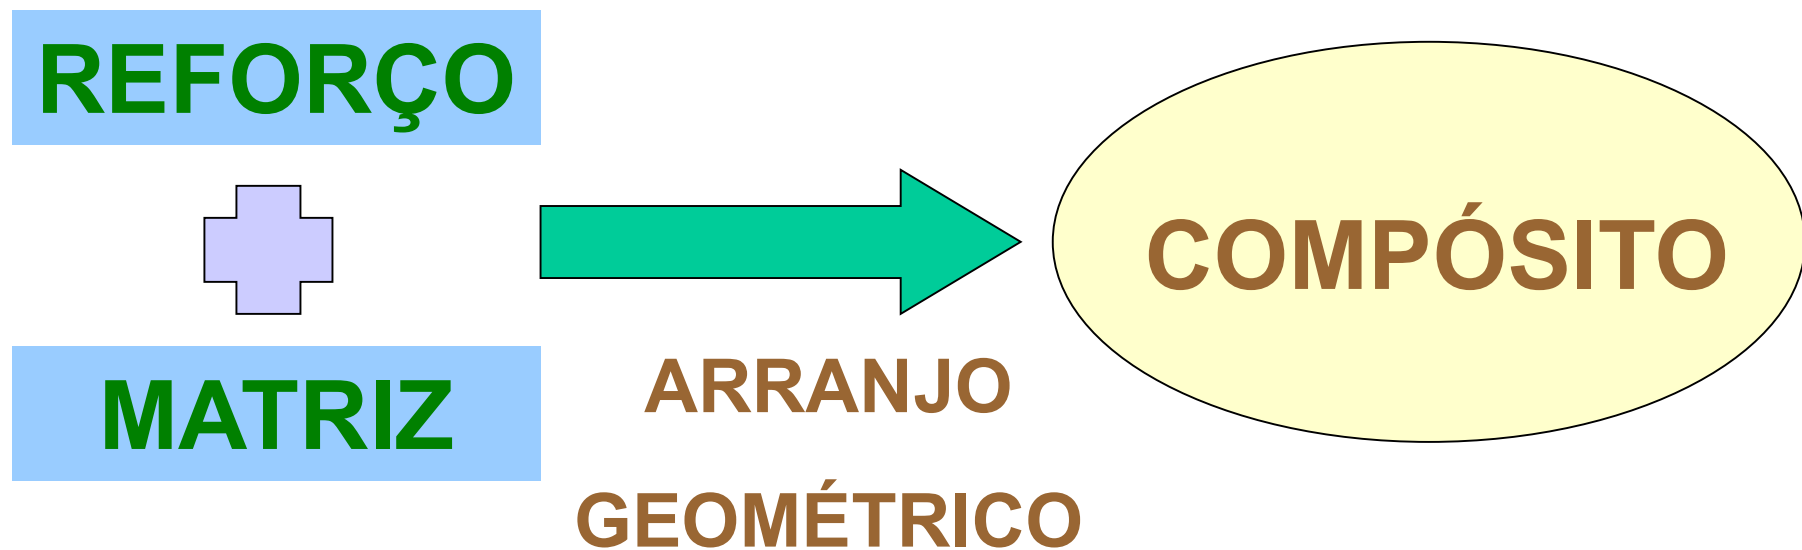 REFORÇO
MATRIZ
ARRANJO
GEOMÉTRICO
COMPÓSITO